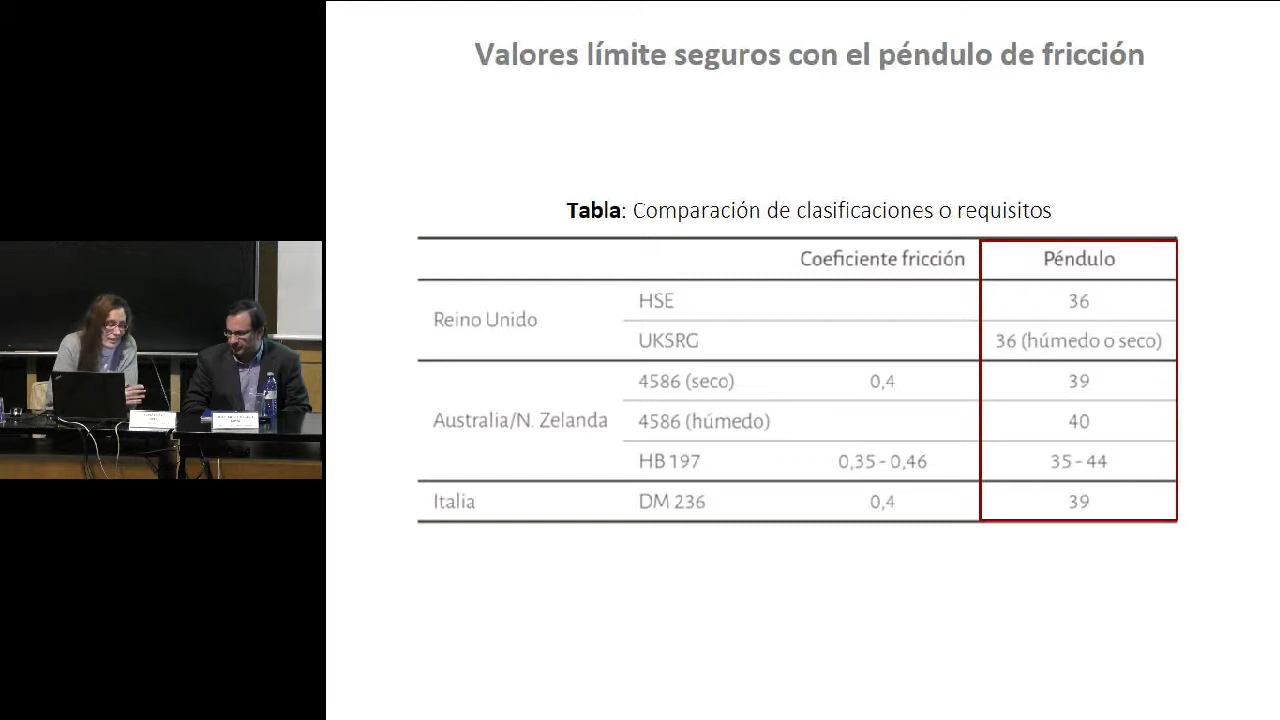 Valores límite seguros con el péndulo de fricción
Tabla: Comparación de clasificaciones o requisitos
Coeficiente fricción Péndulo
Reino Unido HSE 36
UKSRG 36 (húmedo o seco)
Australia/N. Zelanda 4586 (seco) 0,4 39
4586 (húmedo) 40
HB 197 0,35 - 0,46 35 - 44
Italia DM 236 0,4 39